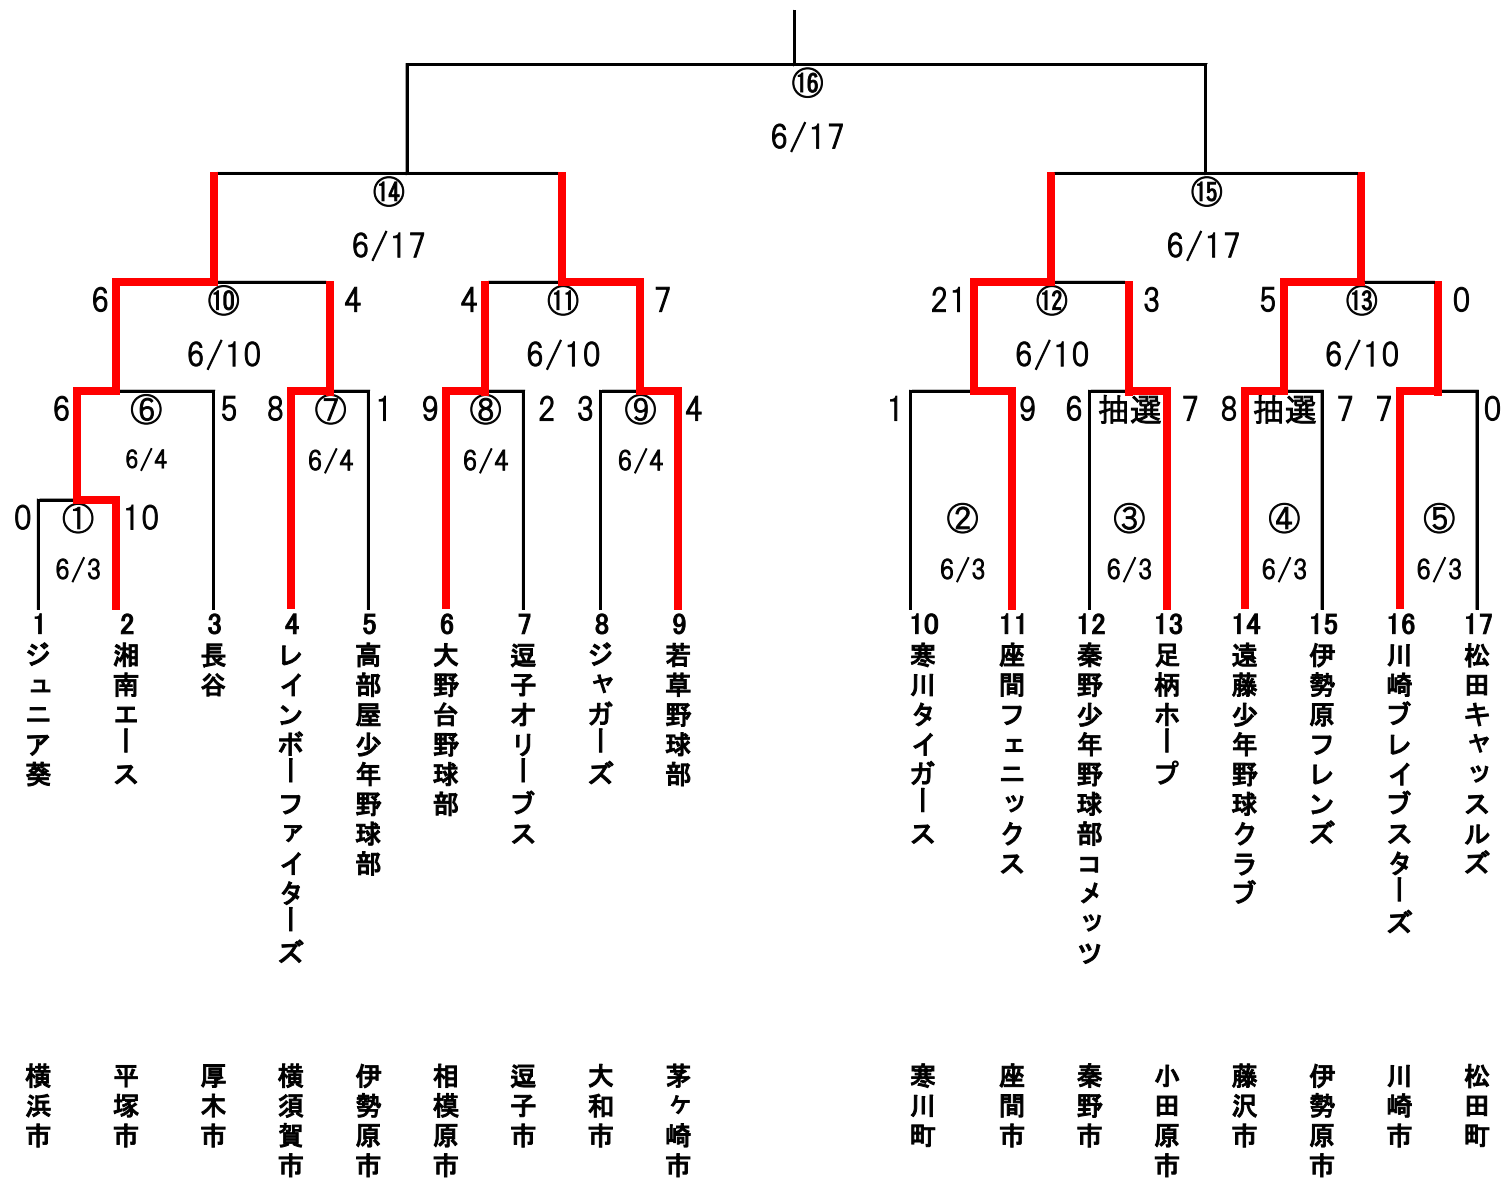 ⑯
6/17
⑭ ⑮
6/17 6/17
6 ⑩ 4 4 ⑪ 7 21 ⑫ 3 5 ⑬ 0
6/10 6/10 6/10 6/10
6 ⑥ 5 8 ⑦ 1 9 ⑧ 2 3 ⑨ 4 1 9 6 抽選 7 8 抽選 7 7 0
6/4 6/4 6/4 6/4
0 ① 10 ② ③ ④ ⑤
6/3 6/3 6/3 6/3 6/3
1 2 3 4 5 6 7 8 9 10 11 12 13 14 15 16 17
ジュニア葵
湘南エース
長谷
レインボーファイターズ
高部屋少年野球部
大野台野球部
逗子オリーブス
ジャガーズ
若草野球部
寒川タイガース
座間フェニックス
秦野少年野球部コメッツ
足柄ホープ
遠藤少年野球クラブ
伊勢原フレンズ
川崎ブレイブスターズ
松田キャッスルズ
横浜市
平塚市
厚木市
横須賀市
伊勢原市
相模原市
逗子市
大和市
茅ヶ崎市
寒川町
座間市
秦野市
小田原市
藤沢市
伊勢原市
川崎市
松田町